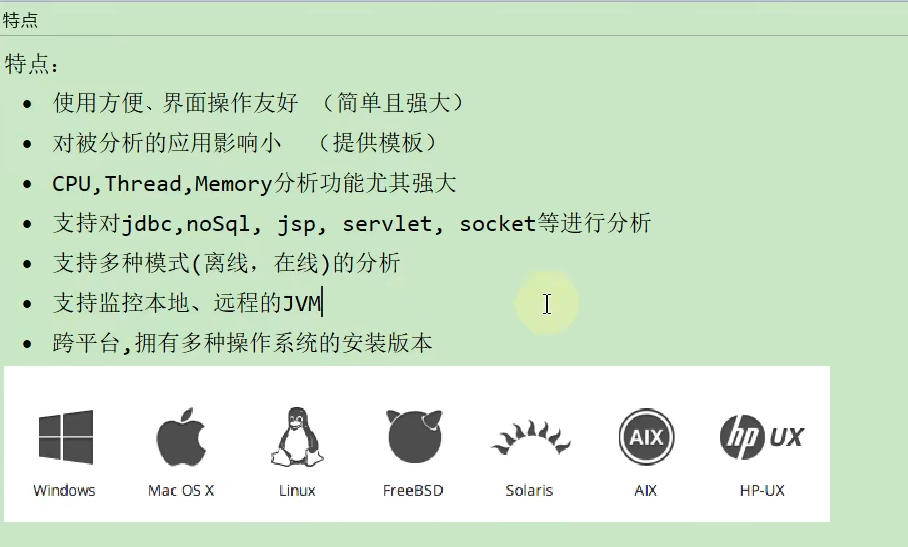 特点
特点：
• 使用方便、界面操作友好 （简单且强大）
• 对被分析的应用影响小 （提供模板）
• CPU,Thread,Memory分析功能尤其强大
• 支持对jdbc,noSql, jsp, servlet, socket等进行分析
• 支持多种模式(离线，在线)的分析
• 支持监控本地、远程的JVM
• 跨平台,拥有多种操作系统的安装版本
AIX hp UX
Windows Mac OS X Linux FreeBSD Solaris AIX HP-UX